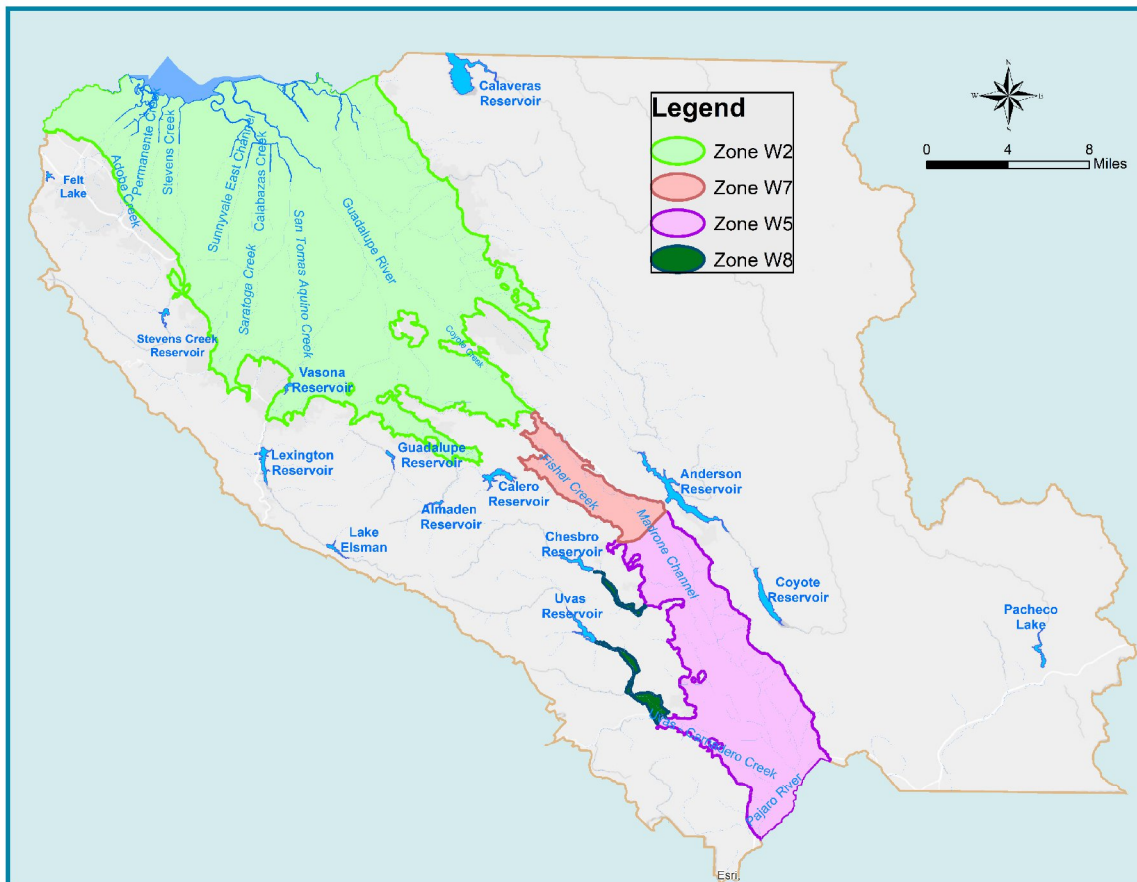 Calaveras
Reservoir
W
N
E
S
Legend
Zone W2
Zone W7
Zone W5
Zone W8
0
4
8
Miles
Felt
Lake
Adobe Creek
Permanente Creek
Stevens Creek
Sunnyvale East Channel
Calabazas Creek
Saratoga Creek
San Tomas Aquino Creek
Guadalupe River
Coyote Creek
Stevens Creek
Reservoir
Vasona
Reservoir
Lexington
Reservoir
Guadalupe
Reservoir
Calero
Reservoir
Almaden
Reservoir
Lake
Elsman
Fisher Creek
Anderson
Reservoir
Madrone Channel
Chesbro
Reservoir
Uvas
Reservoir
Coyote
Reservoir
Pacheco
Lake
Creek
Pajaro River
Esri,